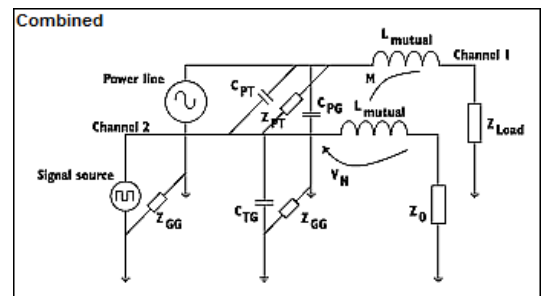 Combined
L mutual
Channel 1
Power line
C PT
M
Z PT
C PG
L mutual
Z Load
Channel 2
V N
Signal source
Z GG
C TG
Z GG
Z 0